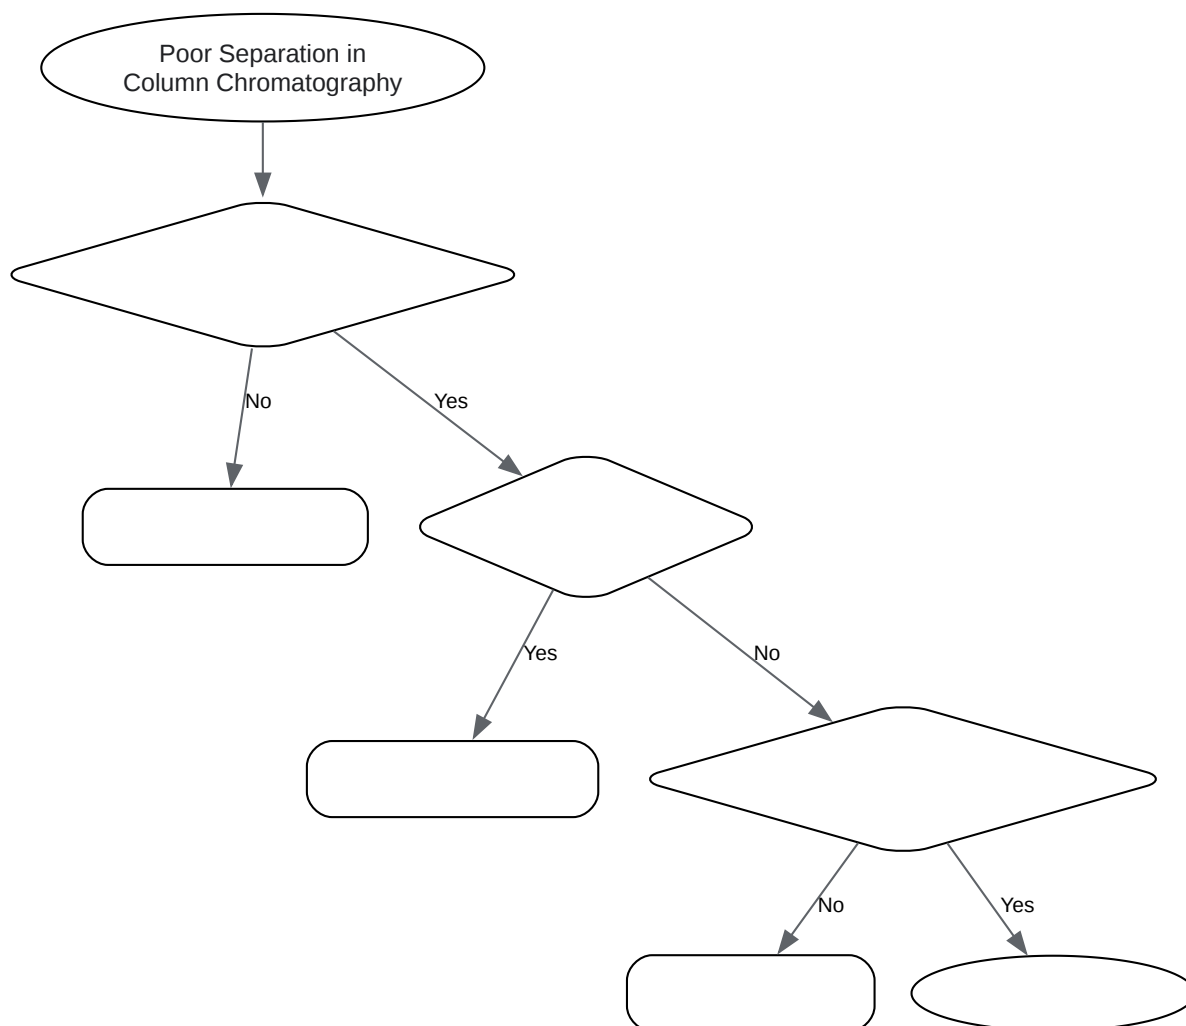 Poor Separation in
Column Chromatography
No
Yes
Yes
No
No
Yes